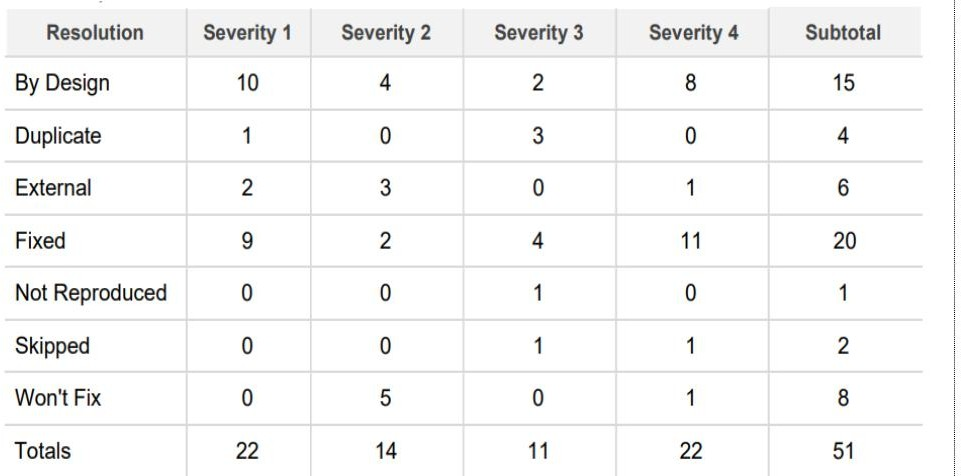 Resolution Severity 1 Severity 2 Severity 3 Severity 4 Subtotal
By Design 10 4 2 8 15
Duplicate 1 0 3 0 4
External 2 3 0 1 6
Fixed 9 2 4 11 20
Not Reproduced 0 0 1 0 1
Skipped 0 0 1 1 2
Won't Fix 0 5 0 1 8
Totals 22 14 11 22 51